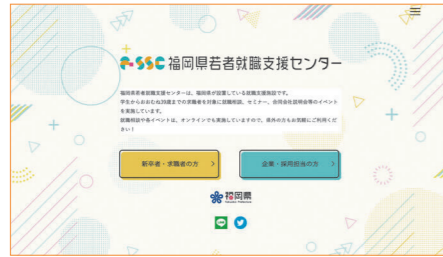 SSC 福岡県若者就職支援センター
福岡県若者就職支援センターは、福岡県が設置している就職支援施設です。
学生からおおむね39歳までの求職者を対象に就職相談、セミナー、合同会社説明会等のイベント
を実施しています。
就職相談や各イベントは、オンラインでも実施していますので、県外の方もお気軽にご利用くだ
さい！
新卒者・求職者の方 >
企業・採用担当の方 >
福岡県